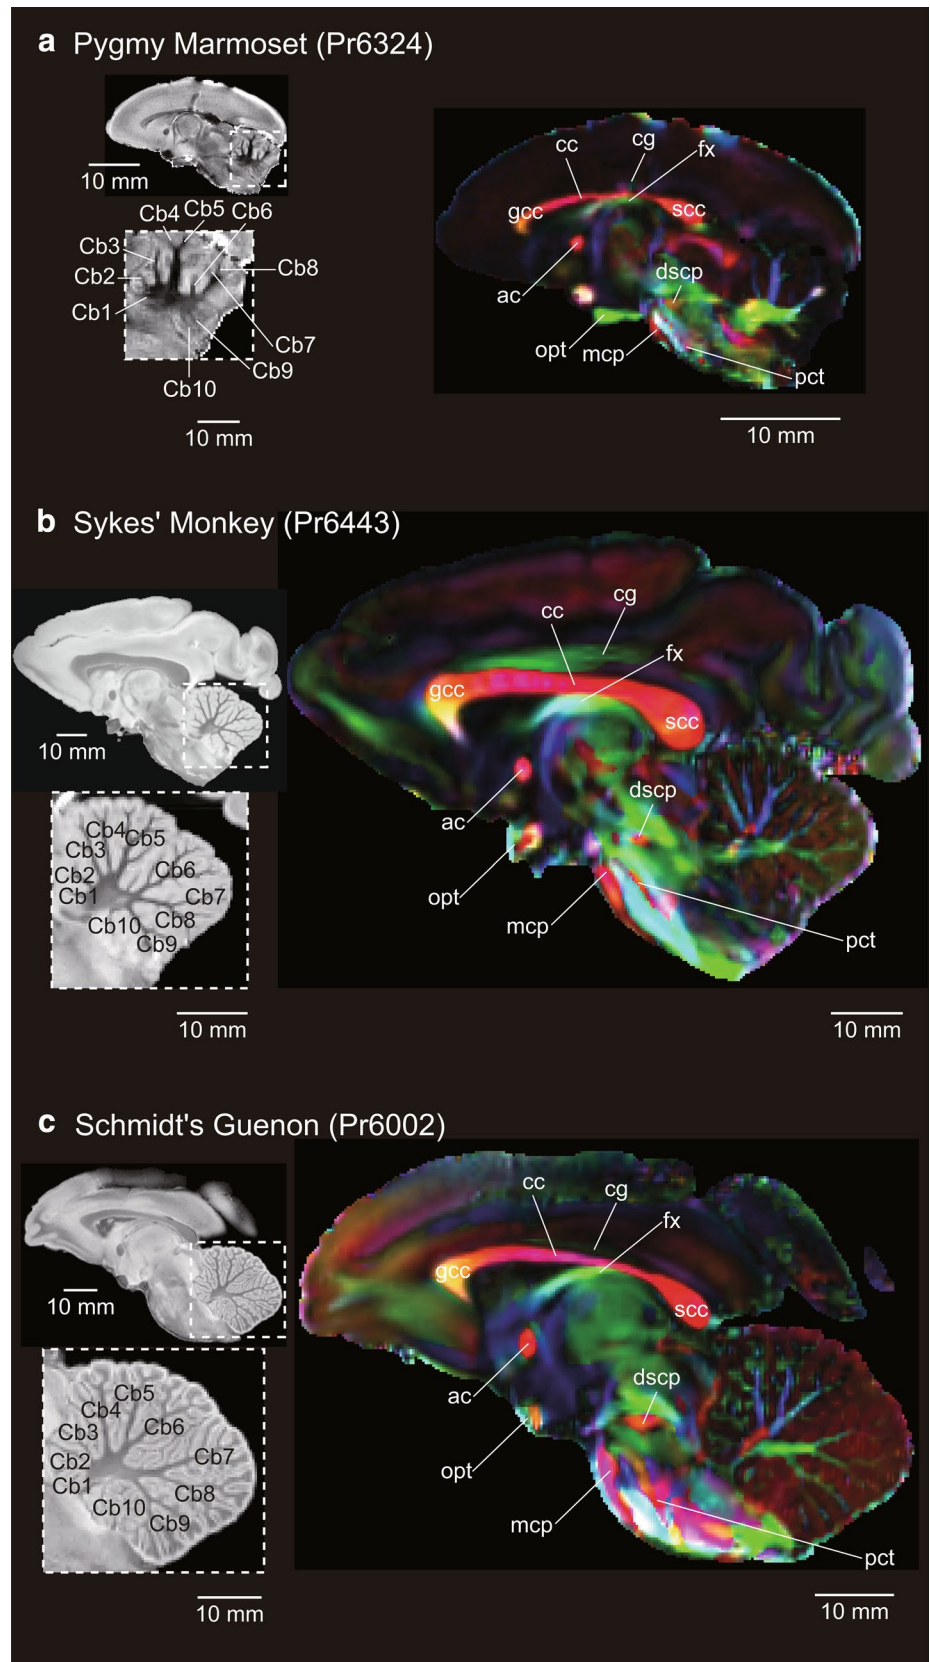 a Pygmy Marmoset (Pr6324)
10 mm
Cb4 Cb5 Cb6
Cb3
Cb2
Cb1
Cb8
Cb7
Cb9
Cb10
10 mm
cc
cg
fx
gcc
scc
ac
dscp
opt
mcp
pct
10 mm
b Sykes' Monkey (Pr6443)
10 mm
Cb4
Cb5
Cb3
Cb6
Cb2
Cb1
Cb7
Cb10
Cb8
Cb9
10 mm
cc
cg
fx
gcc
scc
ac
dscp
opt
mcp
pct
10 mm
c Schmidt's Guenon (Pr6002)
10 mm
Cb5
Cb4
Cb6
Cb3
Cb7
Cb2
Cb1
Cb8
Cb10
Cb9
10 mm
cc
cg
fx
gcc
scc
ac
dscp
opt
mcp
pct
10 mm